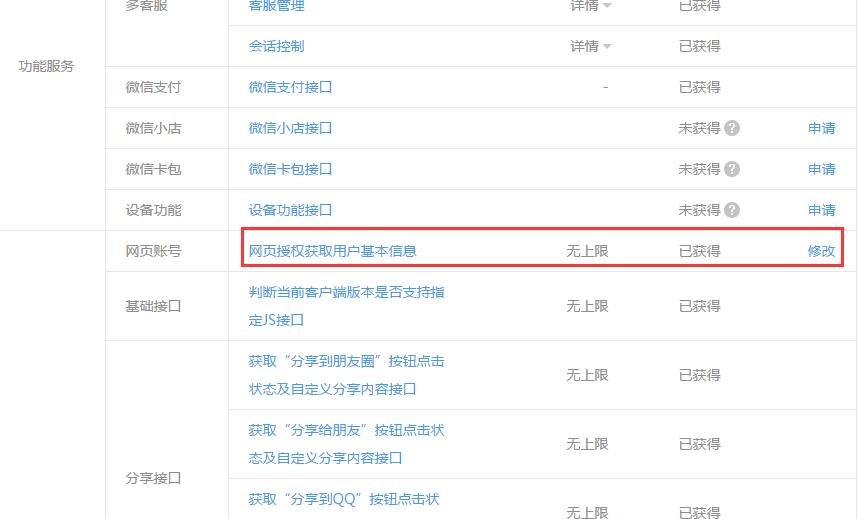 多客服 客服管理 详情 已获得
会话控制 详情 已获得
功能服务
微信支付 微信支付接口 - 已获得
微信小店 微信小店接口 未获得 ? 申请
微信卡包 微信卡包接口 未获得 ? 申请
设备功能 设备功能接口 未获得 ? 申请
网页账号 网页授权获取用户基本信息 无上限 已获得 修改
基础接口 判断当前客户端版本是否支持指
定JS接口 无上限 已获得
获取“分享到朋友圈”按钮点击
状态及自定义分享内容接口 无上限 已获得
获取“分享给朋友”按钮点击状
态及自定义分享内容接口 无上限 已获得
分享接口
获取“分享到QQ”按钮点击状
无上限 已获得